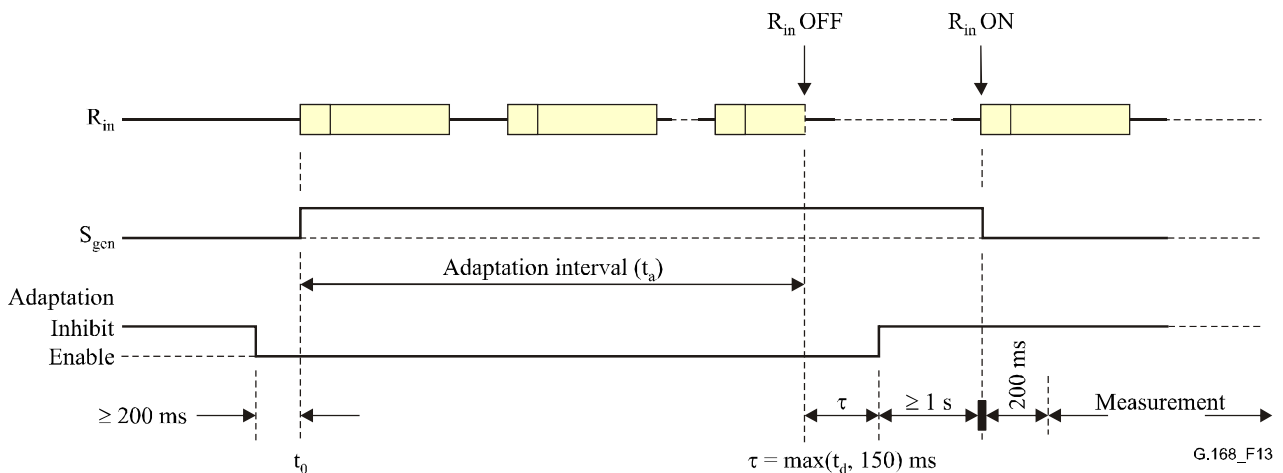 R_in OFF
R_in ON
R_in
S_gen
Adaptation interval (t_a)
Adaptation
Inhibit
Enable
≥ 200 ms
τ
≥ 1 s
200 ms
Measurement
t_0
τ = max(t_d, 150) ms
G.168_F13